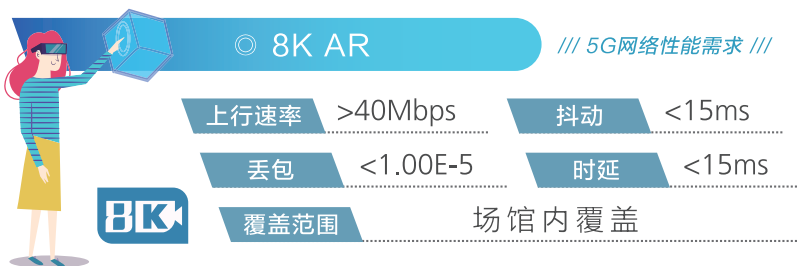 ◎ 8K AR
/// 5G网络性能需求 ///
上行速率 >40Mbps 抖动 <15ms
丢包 <1.00E-5 时延 <15ms
8K
覆盖范围 场馆内覆盖